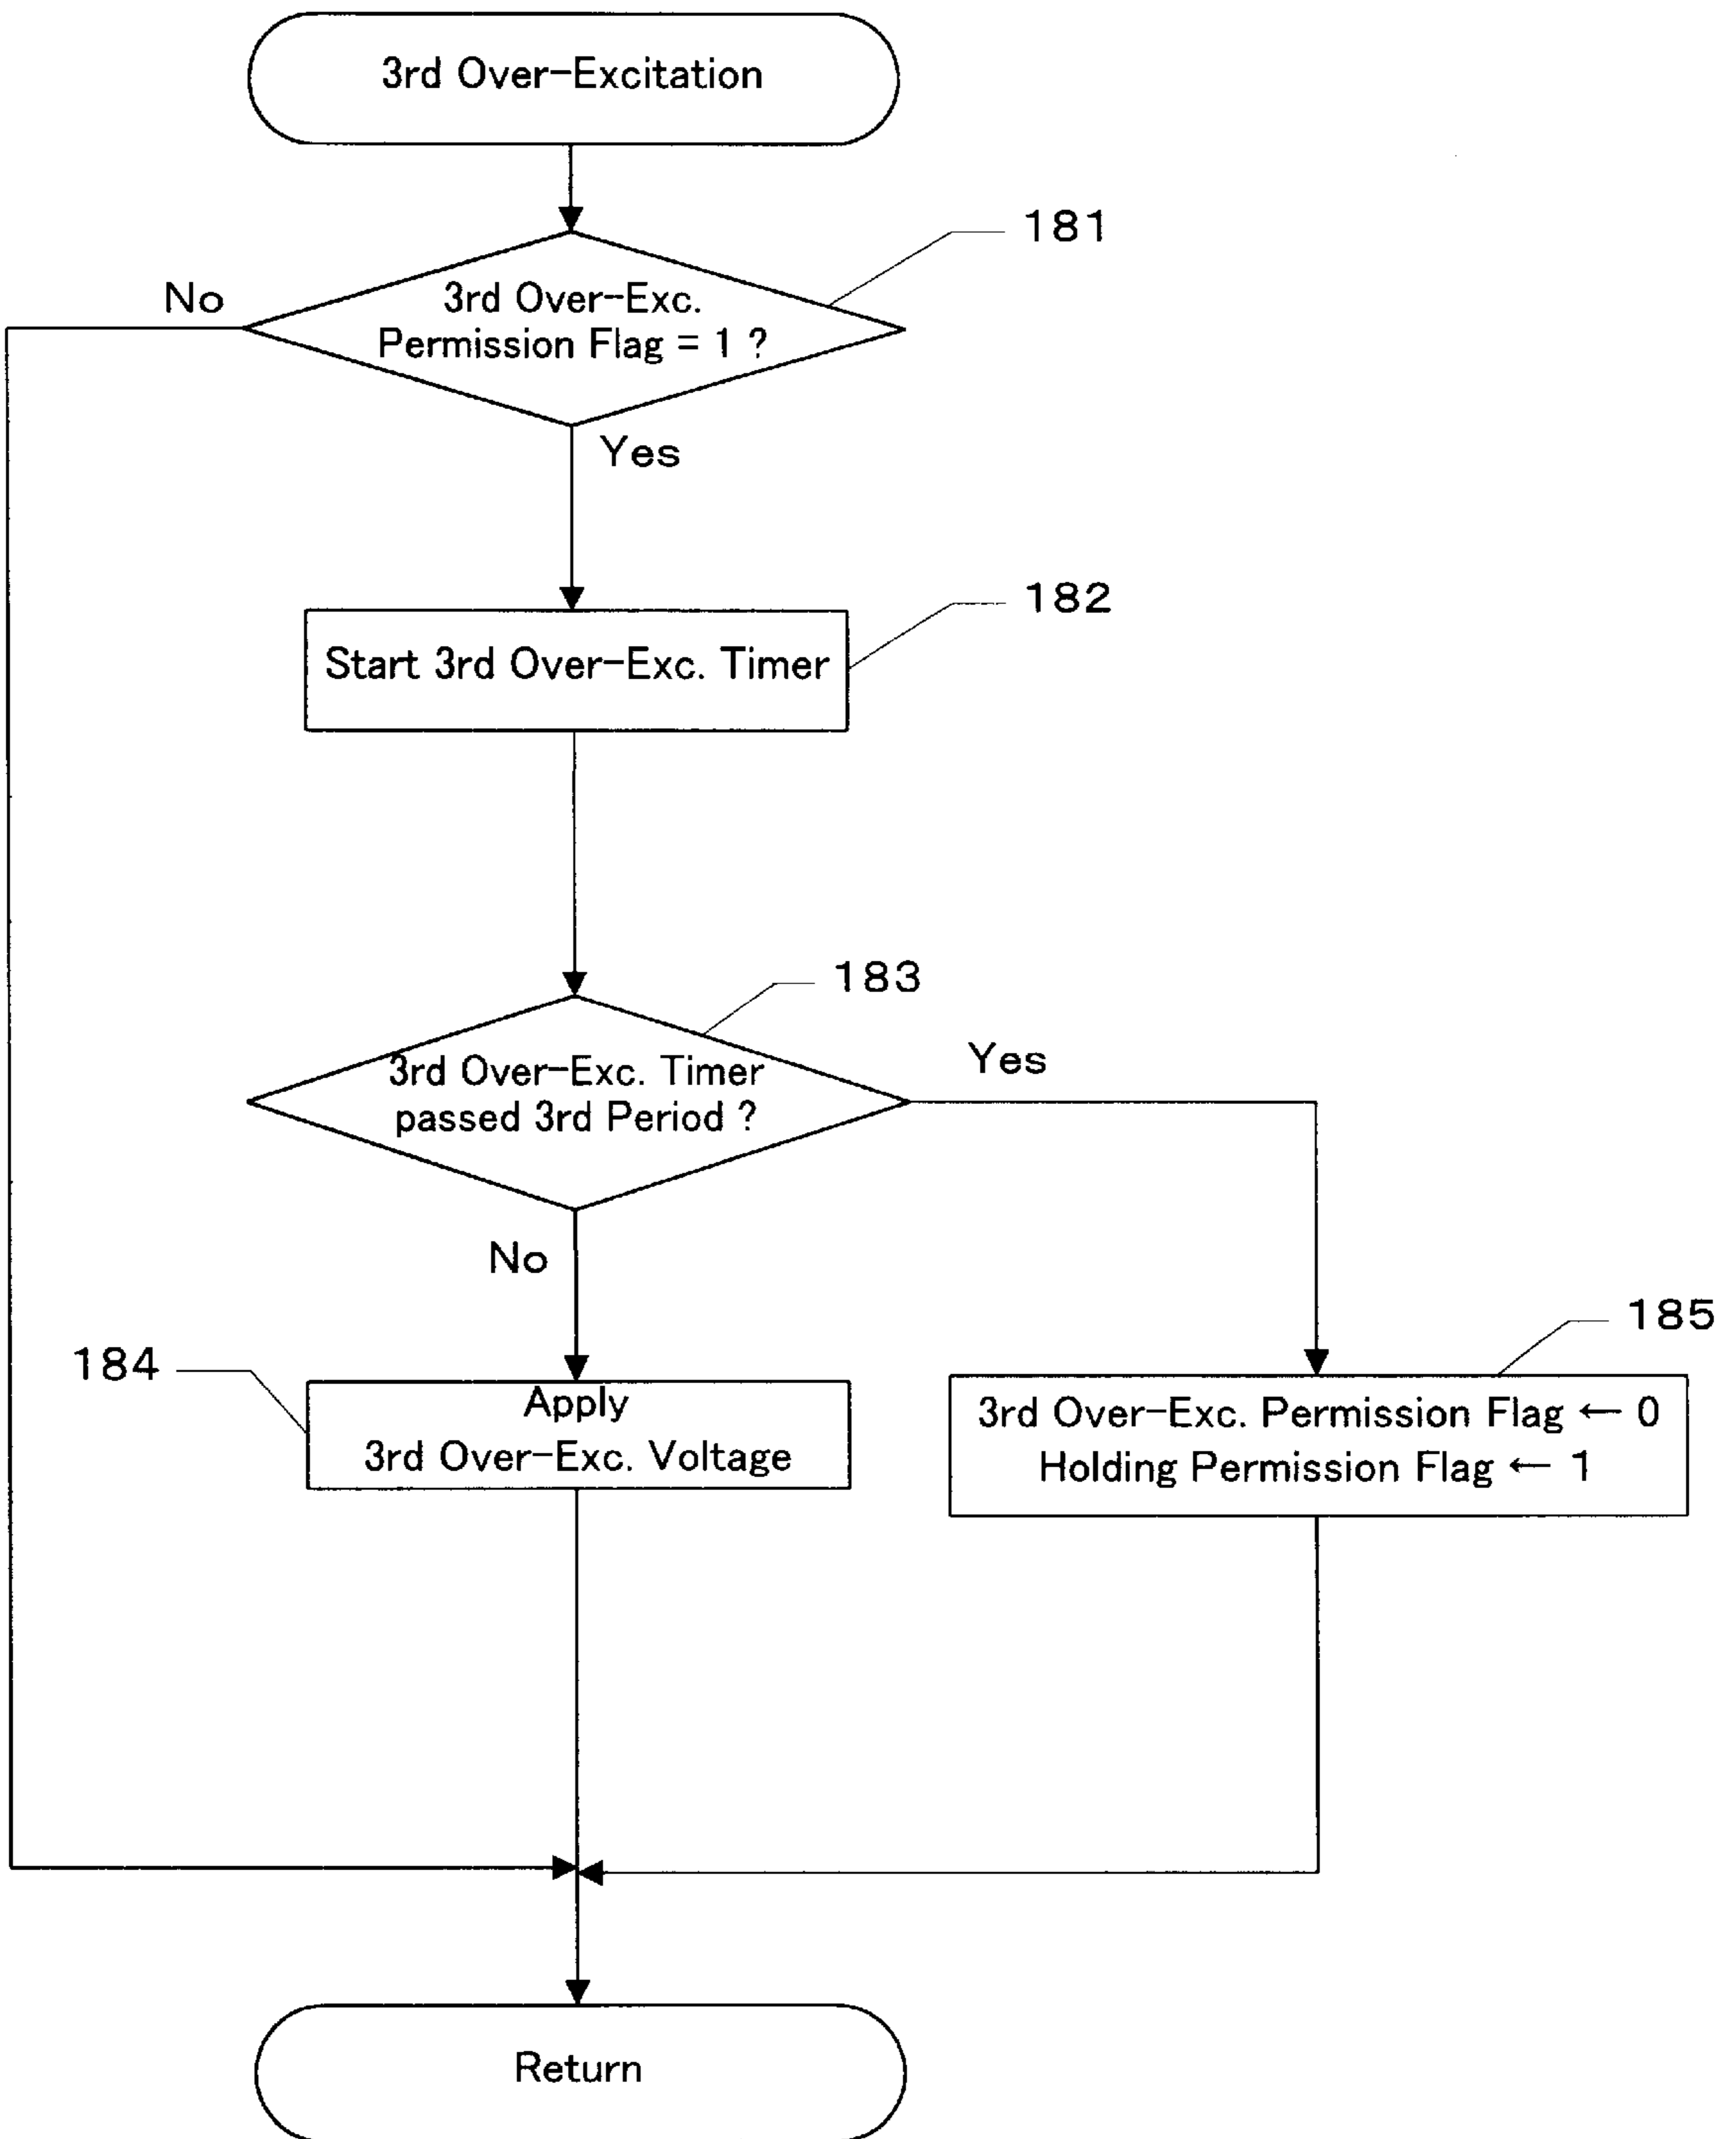 3rd Over-Excitation
181
No
3rd Over-Exc.
Permission Flag = 1 ?
Yes
182
Start 3rd Over-Exc. Timer
183
3rd Over-Exc. Timer
passed 3rd Period ?
Yes
No
185
184
Apply
3rd Over-Exc. Voltage
3rd Over-Exc. Permission Flag ← 0
Holding Permission Flag ← 1
Return